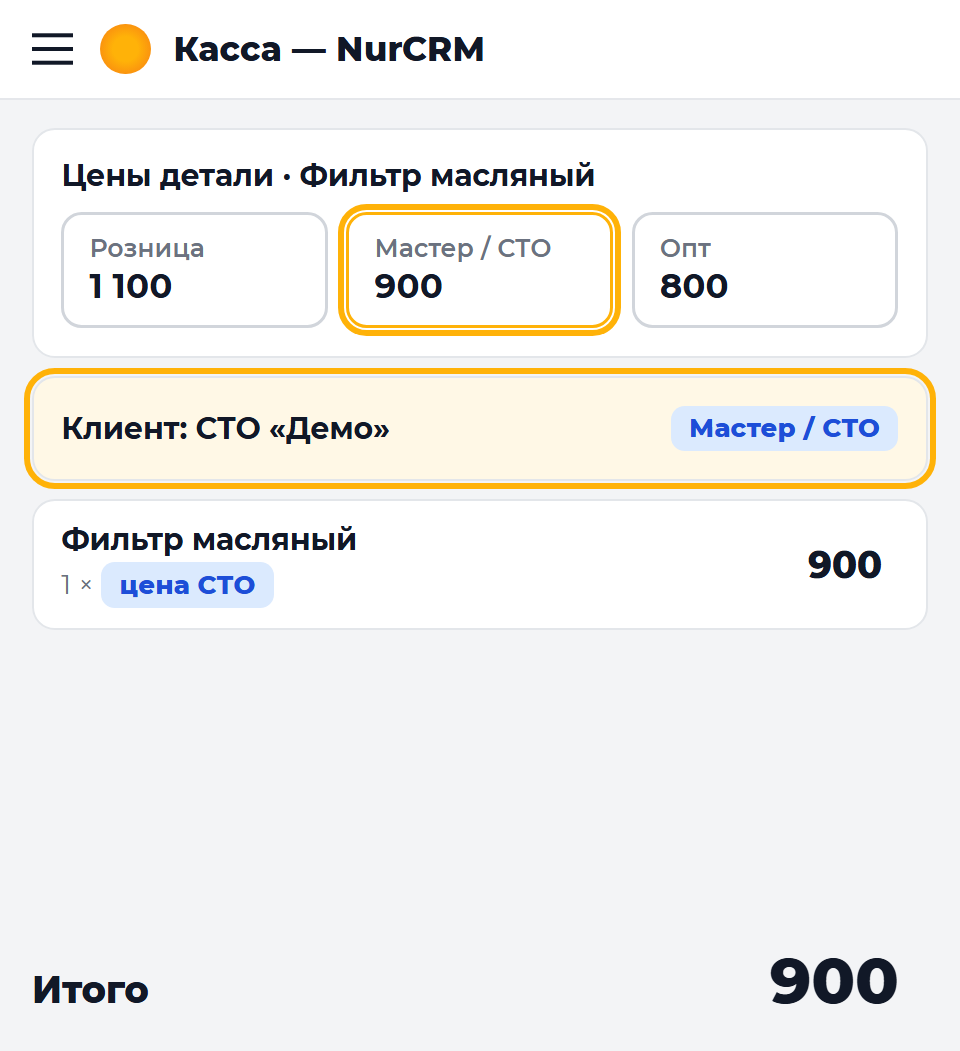 Касса — NurCRM
Цены детали · Фильтр масляный
Розница
1 100
Мастер / СТО
900
Опт
800
Клиент: СТО «Демо»
Мастер / СТО
Фильтр масляный
1 × цена СТО
900
Итого
900